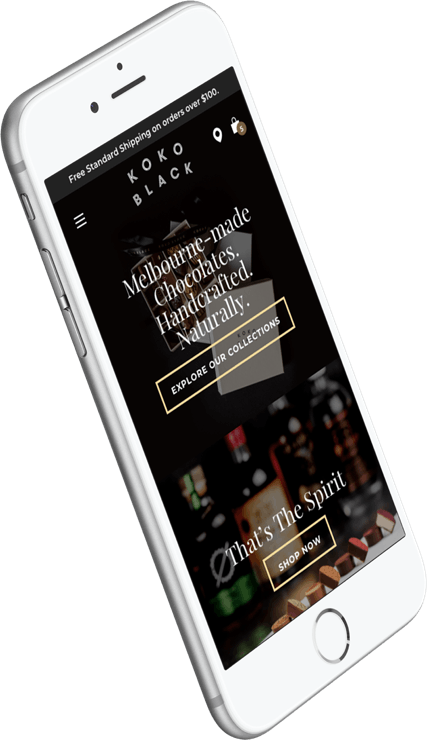 Free Standard Shipping on orders over $100.
5
KOKO
BLACK
Melbourne-made
Chocolates.
Handcrafted.
Naturally.
EXPLORE OUR COLLECTIONS
That's The Spirit
SHOP NOW